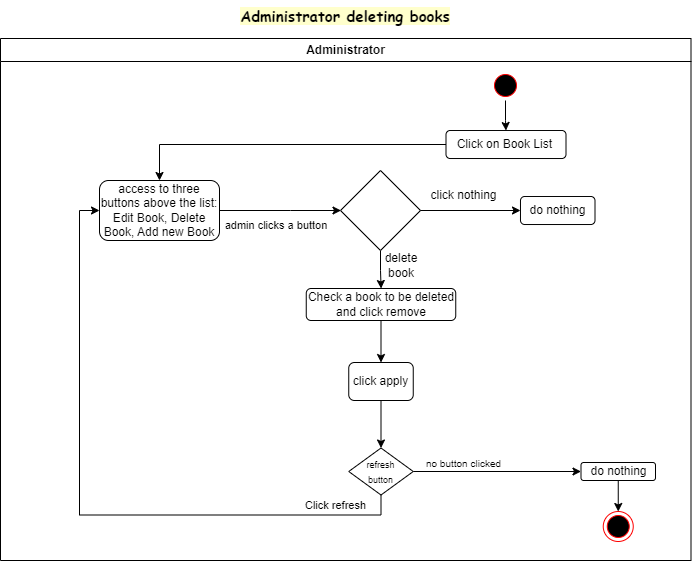 Administrator deleting books
Administrator
Click on Book List
access to three
buttons above the list:
Edit Book, Delete
Book, Add new Book
admin clicks a button
click nothing
do nothing
delete
book
Check a book to be deleted
and click remove
click apply
refresh
button
no button clicked
do nothing
Click refresh